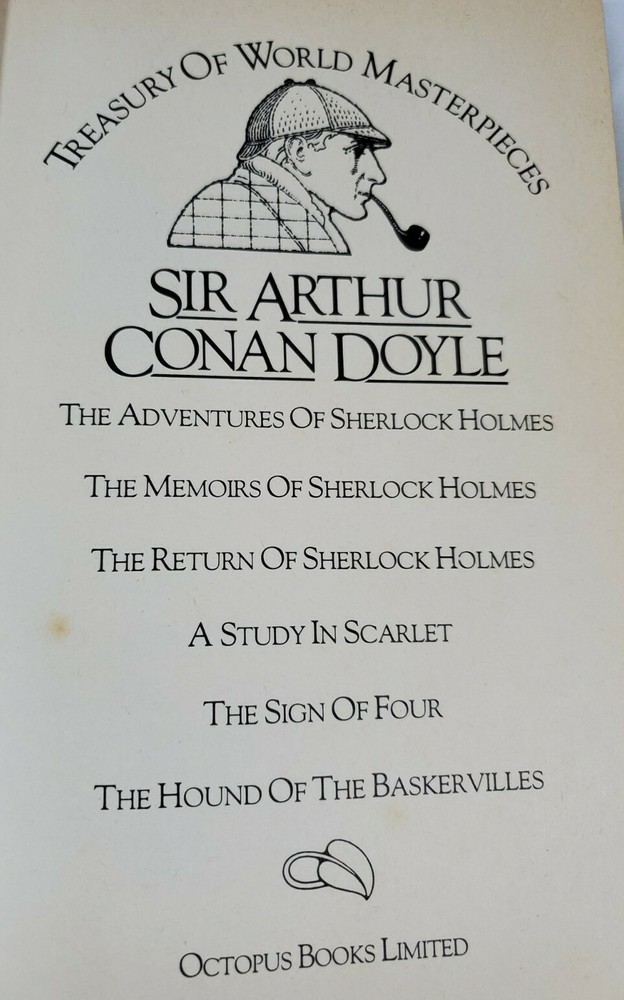 TREASURY OF WORLD MASTERPIECES
SIR ARTHUR
CONAN DOYLE
THE ADVENTURES OF SHERLOCK HOLMES
THE MEMOIRS OF SHERLOCK HOLMES
THE RETURN OF SHERLOCK HOLMES
A STUDY IN SCARLET
THE SIGN OF FOUR
THE HOUND OF THE BASKERVILLES
OCTOPUS BOOKS LIMITED